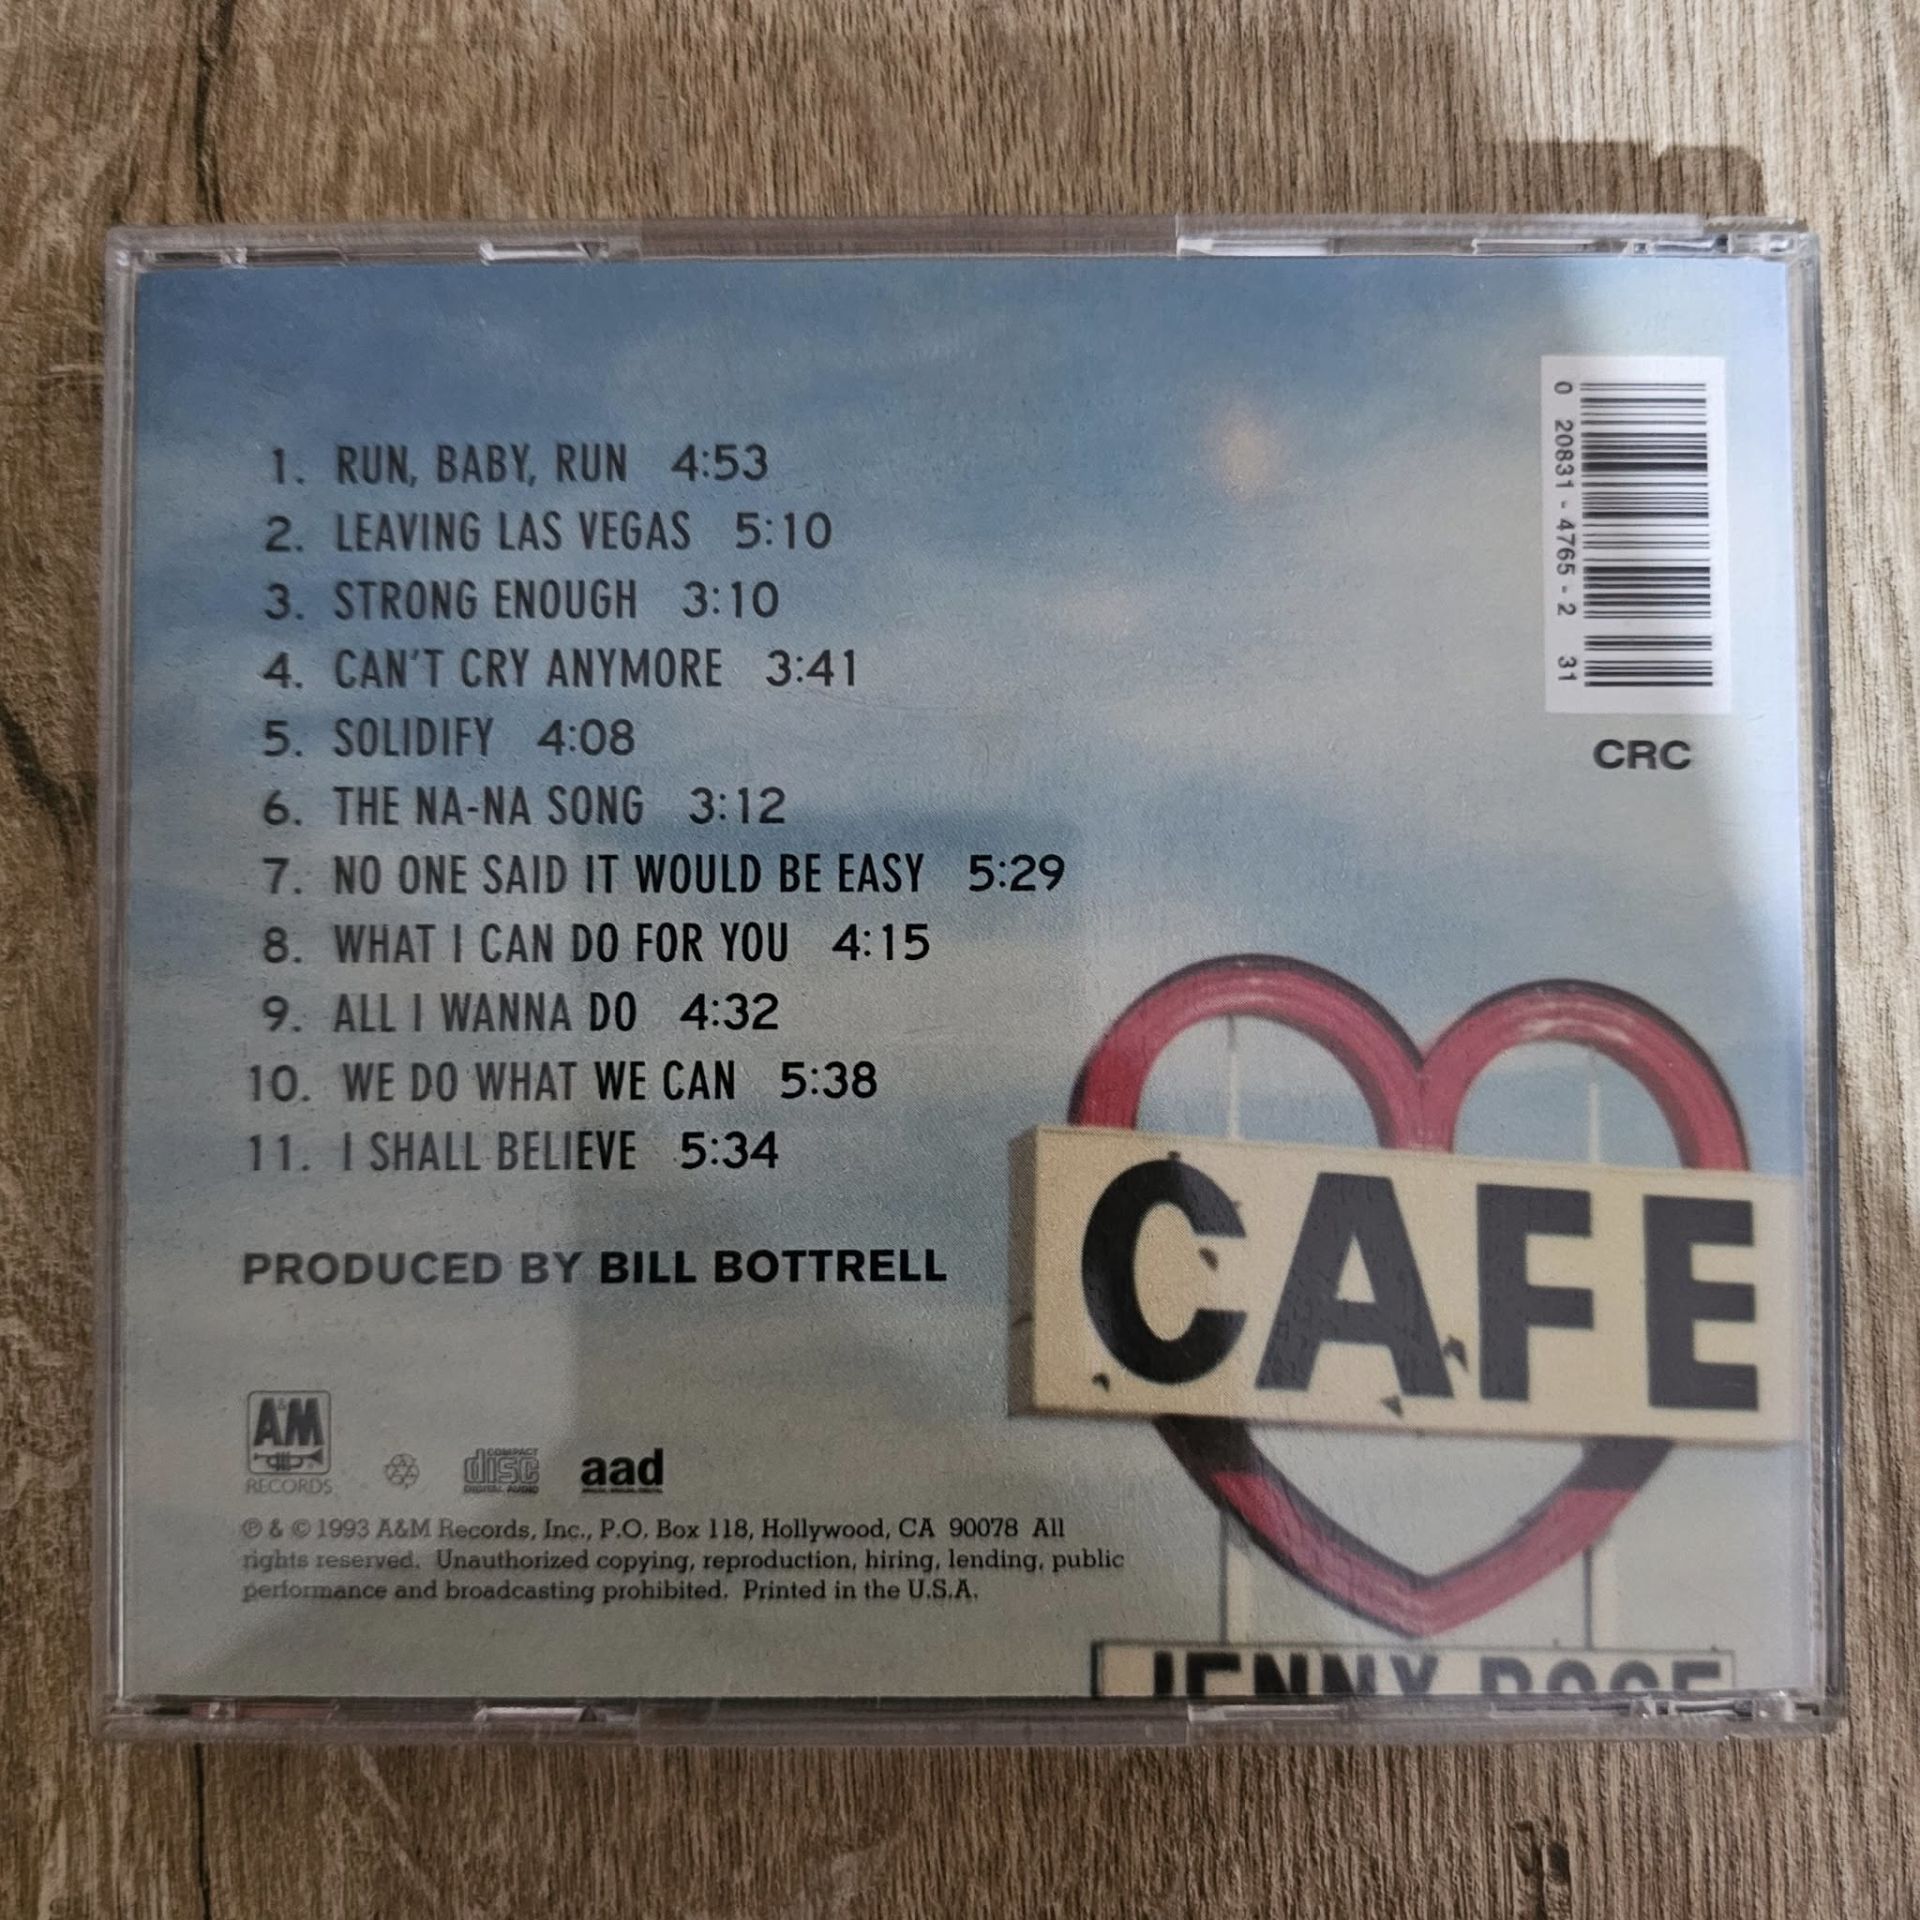 1. RUN, BABY, RUN 4:53
2. LEAVING LAS VEGAS 5:10
3. STRONG ENOUGH 3:10
4. CAN'T CRY ANYMORE 3:41
5. SOLIDIFY 4:08
6. THE NA-NA SONG 3:12
7. NO ONE SAID IT WOULD BE EASY 5:29
8. WHAT I CAN DO FOR YOU 4:15
9. ALL I WANNA DO 4:32
10. WE DO WHAT WE CAN 5:38
11. I SHALL BELIEVE 5:34
PRODUCED BY BILL BOTTRELL
0 20831-4765-2 31
CRC
CAFE
JENNY ROSE
A&M
RECORDS
COMPACT
disc
DIGITAL AUDIO
aad
℗ & © 1993 A&M Records, Inc., P.O. Box 118, Hollywood, CA 90078 All
rights reserved. Unauthorized copying, reproduction, hiring, lending, public
performance and broadcasting prohibited. Printed in the U.S.A.